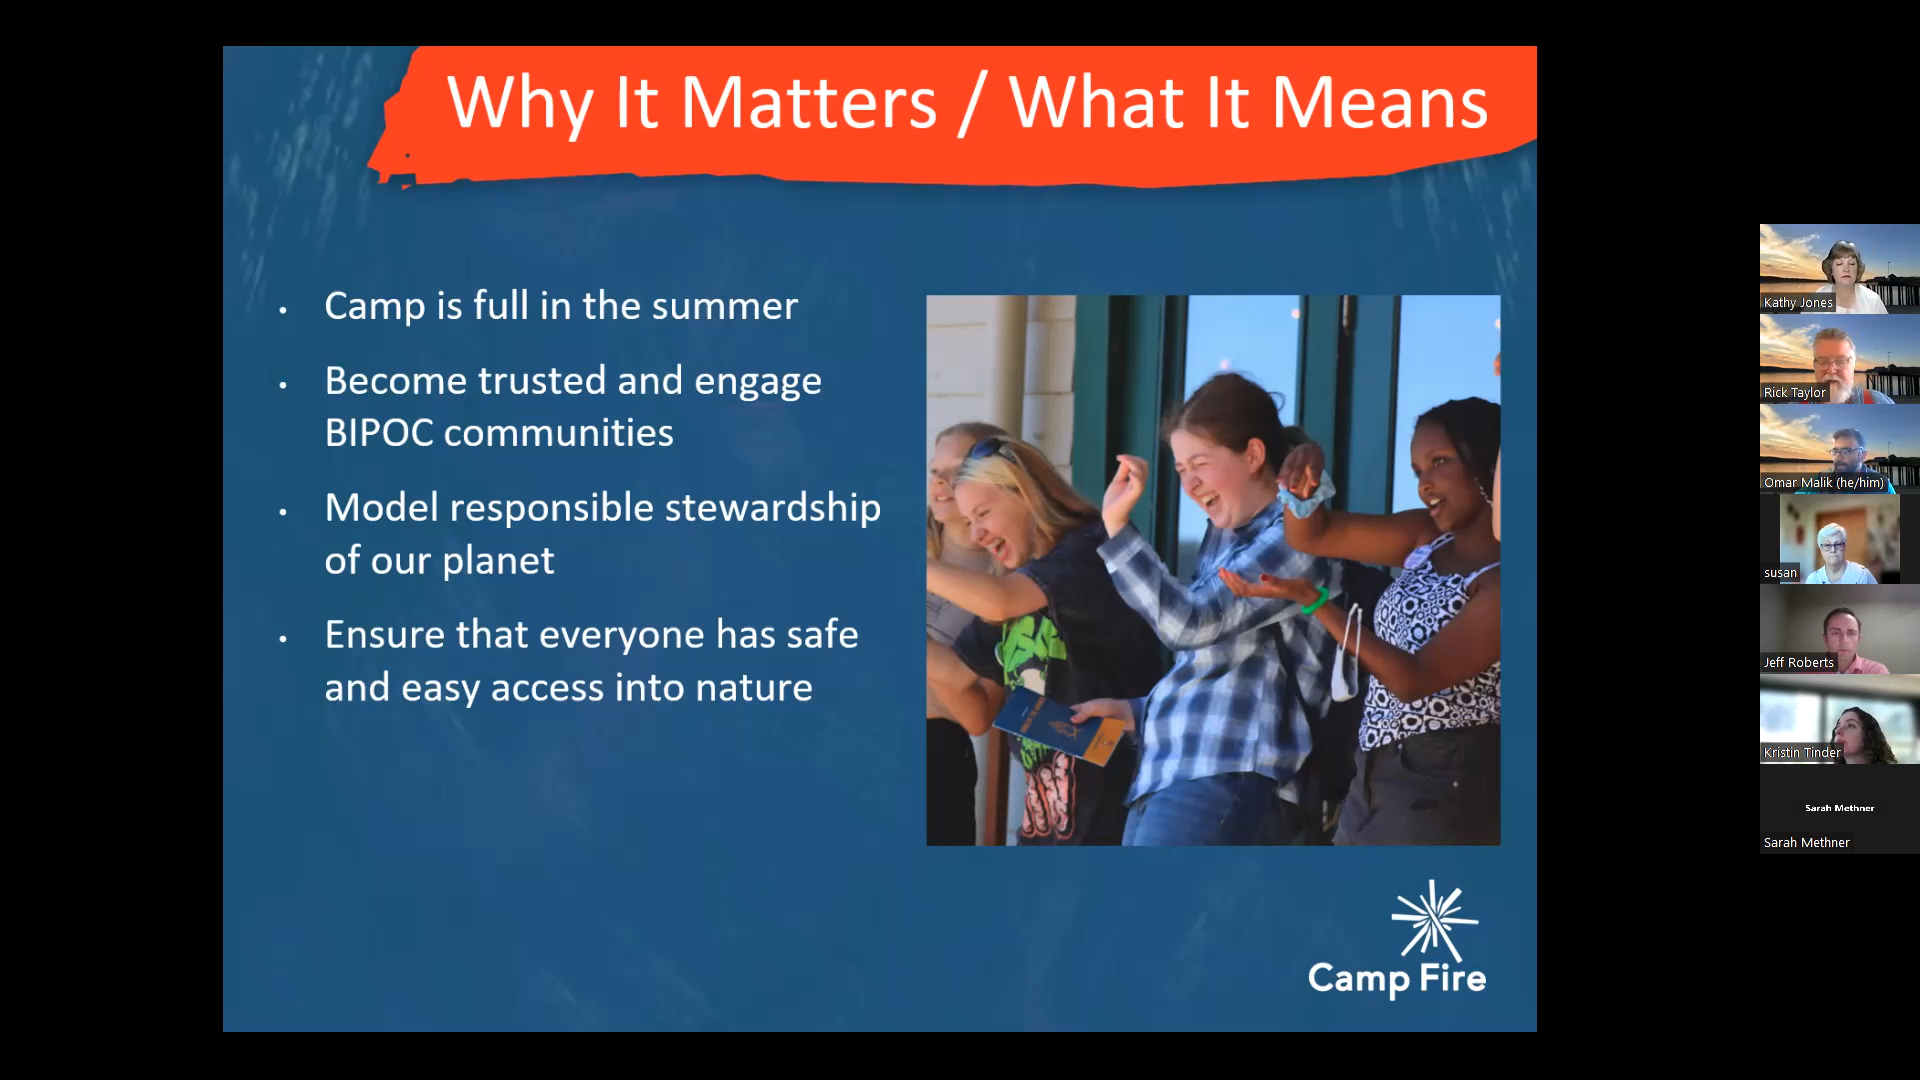 Why It Matters / What It Means
• Camp is full in the summer
• Become trusted and engage
BIPOC communities
• Model responsible stewardship
of our planet
• Ensure that everyone has safe
and easy access into nature
Camp Fire
Kathy Jones
Rick Taylor
Omar Malik (he/him)
susan
Jeff Roberts
Kristin Tinder
Sarah Methner
Sarah Methner